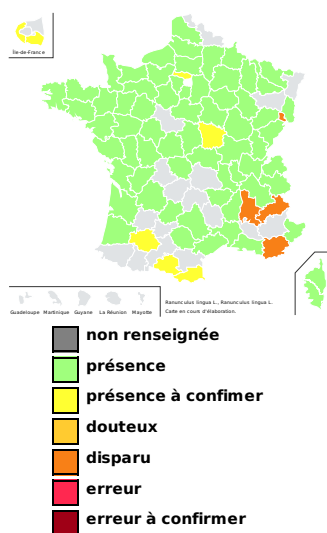 Île-de-France
Guadeloupe Martinique Guyane La Réunion Mayotte
Ranunculus lingua L., Ranunculus lingua L.
Carte en cours d'élaboration.
non renseignée
présence
présence à confimer
douteux
disparu
erreur
erreur à confirmer